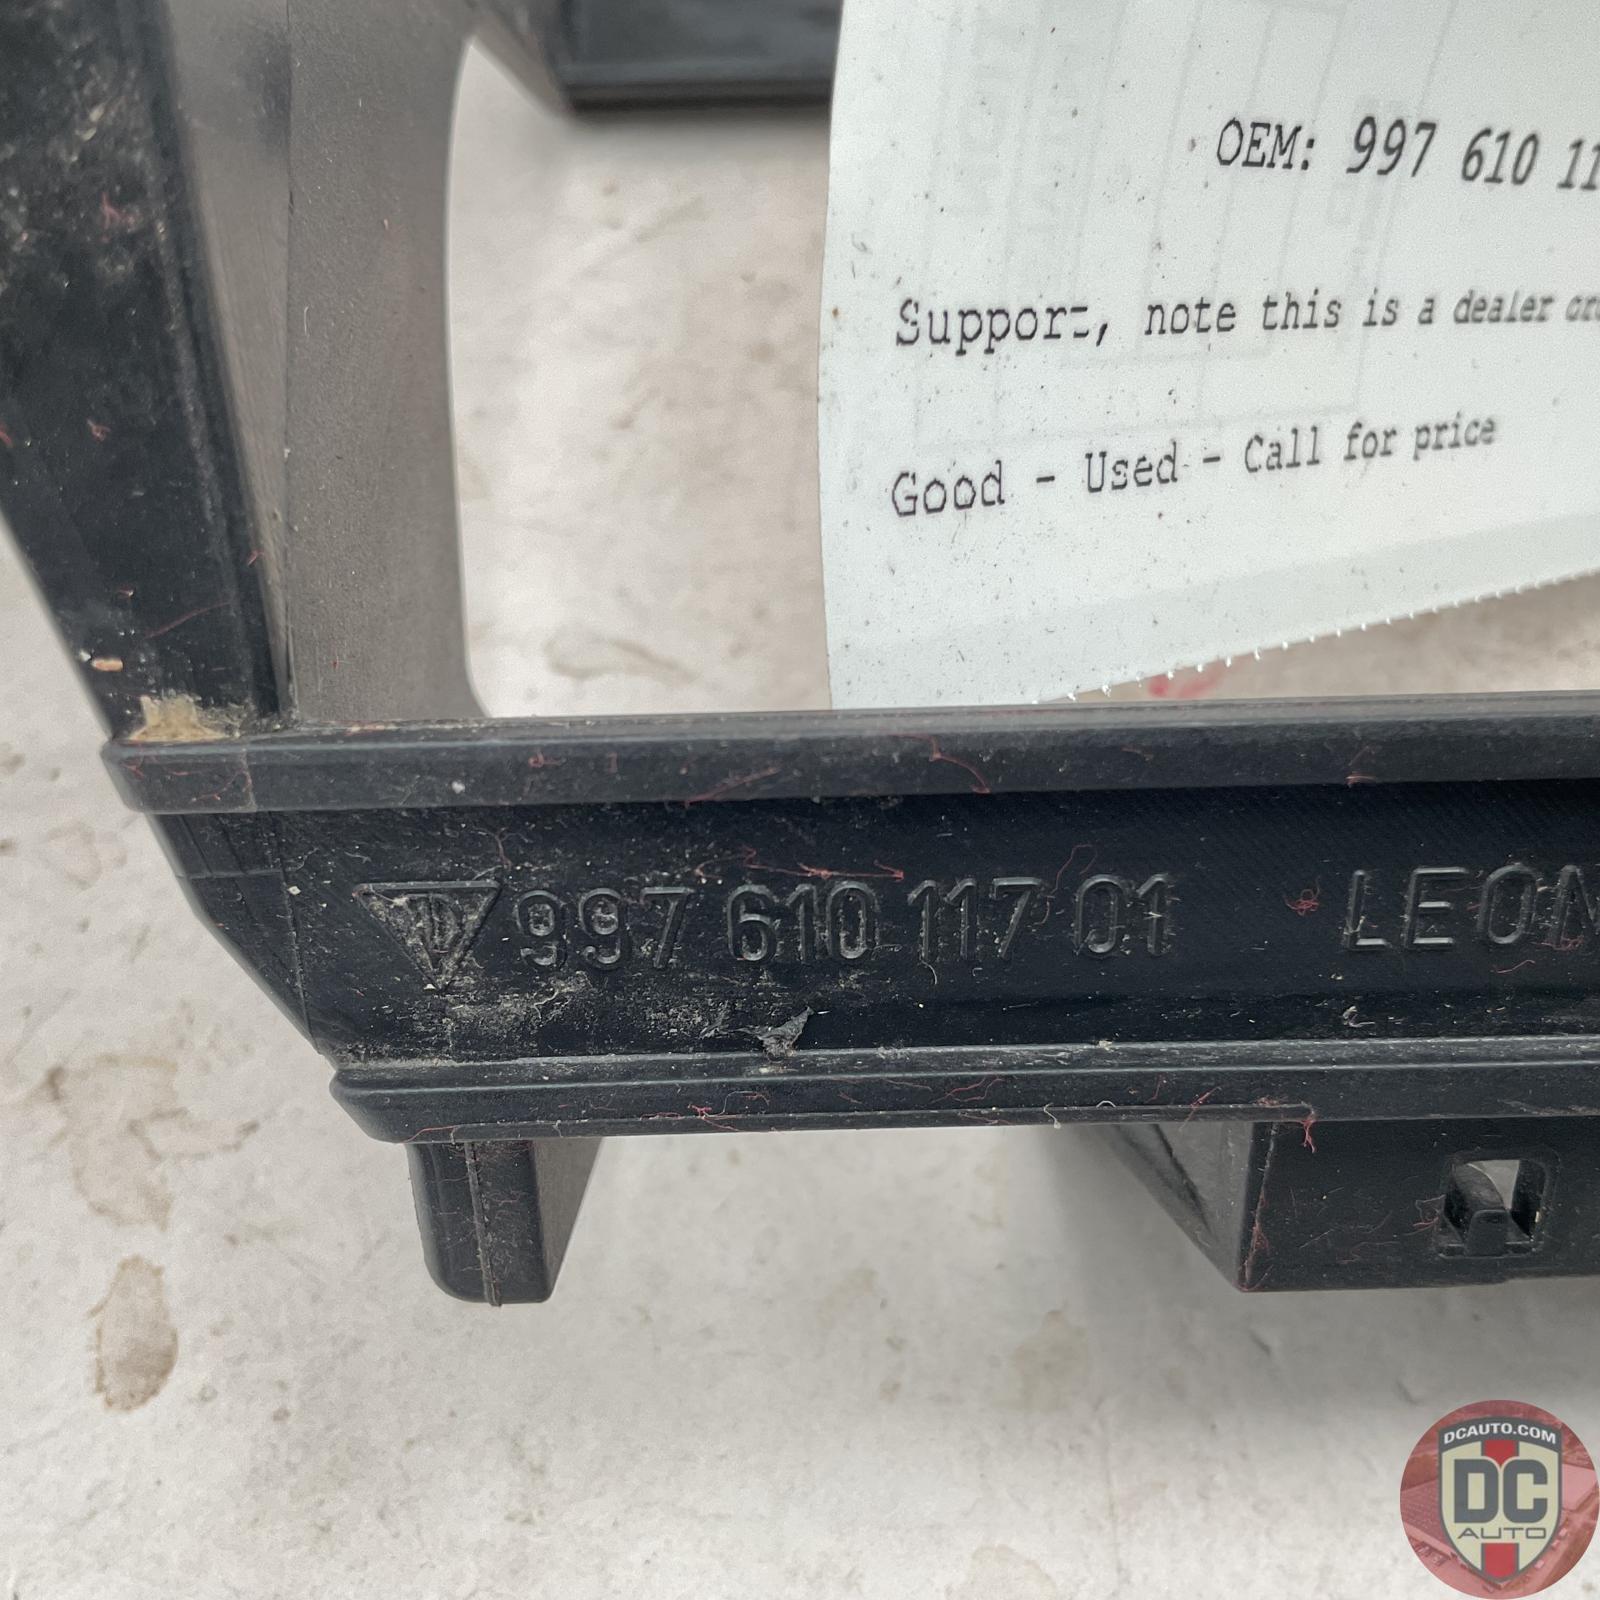 OEM: 997 610 11
Support, note this is a dealer
Good - Used - Call for price
997 610 117 01 LEON
DCAUTO.COM
DC
AUTO